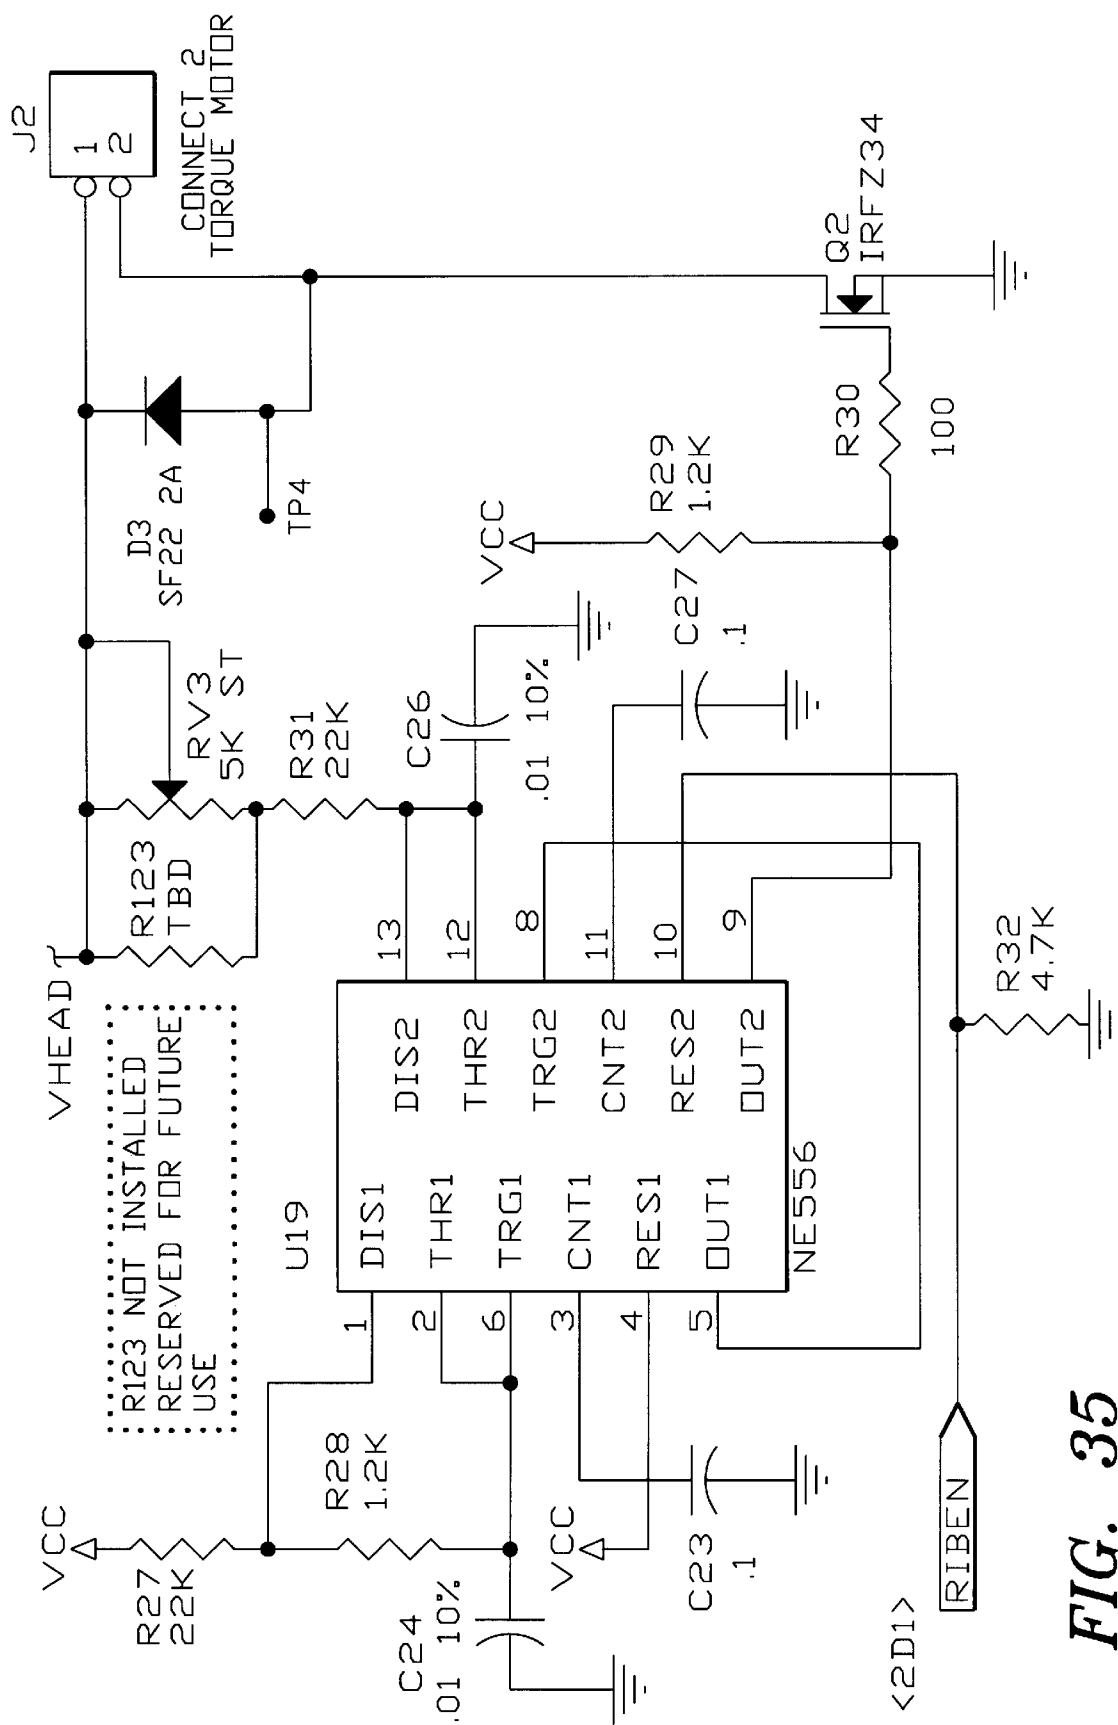 VHEAD
R123 NOT INSTALLED
RESERVED FOR FUTURE
USE
R123
TBD
RV3
5K ST
D3
SF22 2A
TP4
J2
1
2
CONNECT 2
TORQUE MOTOR
R31
22K
C26
.01 10%
VCC
R27
22K
R28
1.2K
C24
.01 10%
VCC
C23
.1
U19
1
2
6
3
4
5
DIS1
THR1
TRG1
CNT1
RES1
OUT1
DIS2
THR2
TRG2
CNT2
RES2
OUT2
13
12
8
11
10
9
NE556
C27
.1
VCC
R29
1.2K
R30
100
Q2
IRFZ34
R32
4.7K
<2D1>
RIBEN
FIG. 35